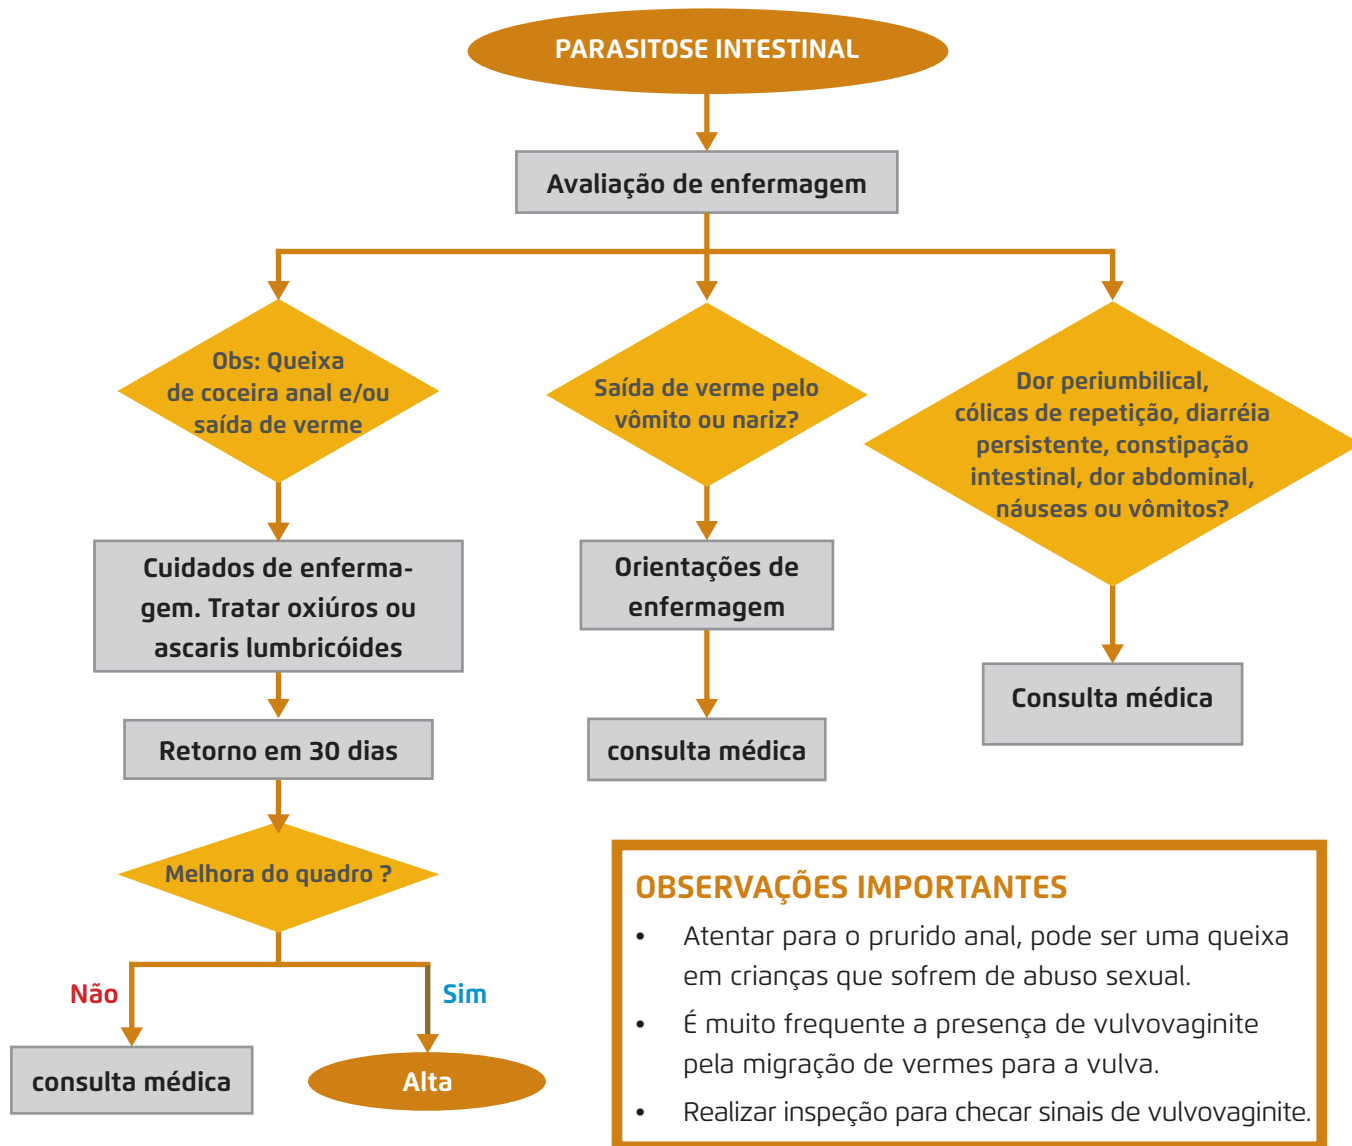 PARASITOSE INTESTINAL
Avaliação de enfermagem
Obs: Queixa
de coceira anal e/ou
saída de verme
Saída de verme pelo
vômito ou nariz?
Dor periumbilical,
cólicas de repetição, diarréia
persistente, constipação
intestinal, dor abdominal,
náuseas ou vômitos?
Cuidados de enferma-
gem. Tratar oxiúros ou
ascaris lumbricóides
Orientações de
enfermagem
Consulta médica
Retorno em 30 dias
consulta médica
Melhora do quadro ?
Não
Sim
consulta médica
Alta
OBSERVAÇÕES IMPORTANTES
• Atentar para o prurido anal, pode ser uma queixa
em crianças que sofrem de abuso sexual.
• É muito frequente a presença de vulvovaginite
pela migração de vermes para a vulva.
• Realizar inspeção para checar sinais de vulvovaginite.